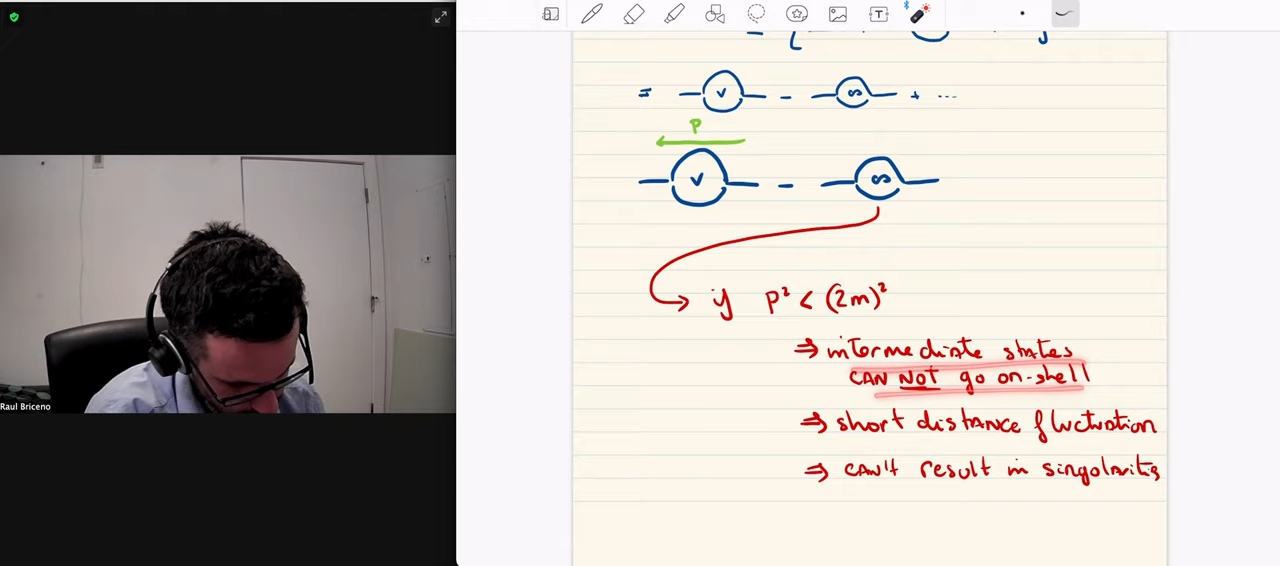 T
= V - ∞ + ...
P
V - ∞
if P² < (2m)²
⇒ intermediate states
CAN NOT go on-shell
⇒ short distance fluctuation
⇒ CAN'T result in singularitis
Raul Briceno